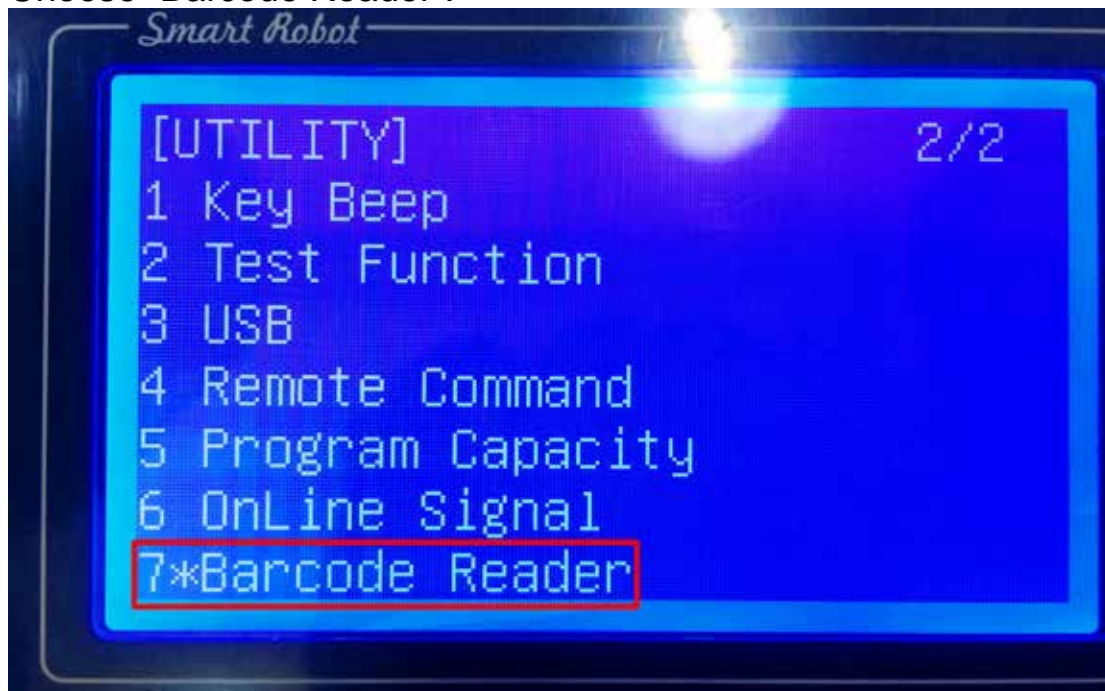 Smart Robot
[UTILITY] 2/2
1 Key Beep
2 Test Function
3 USB
4 Remote Command
5 Program Capacity
6 OnLine Signal
7*Barcode Reader